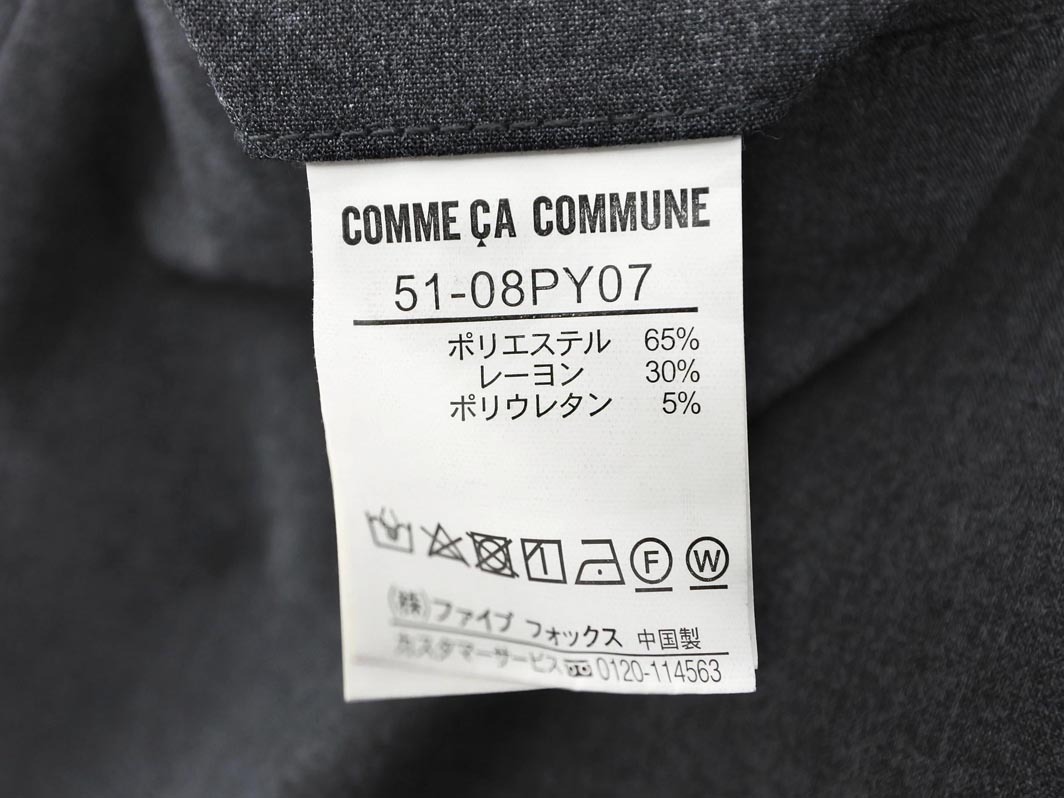 COMME ÇA COMMUNE
51-08PY07
ポリエステル 65%
レーヨン 30%
ポリウレタン 5%
F W
(株)ファイブ フォックス 中国製
カスタマーサービス 0120-114563